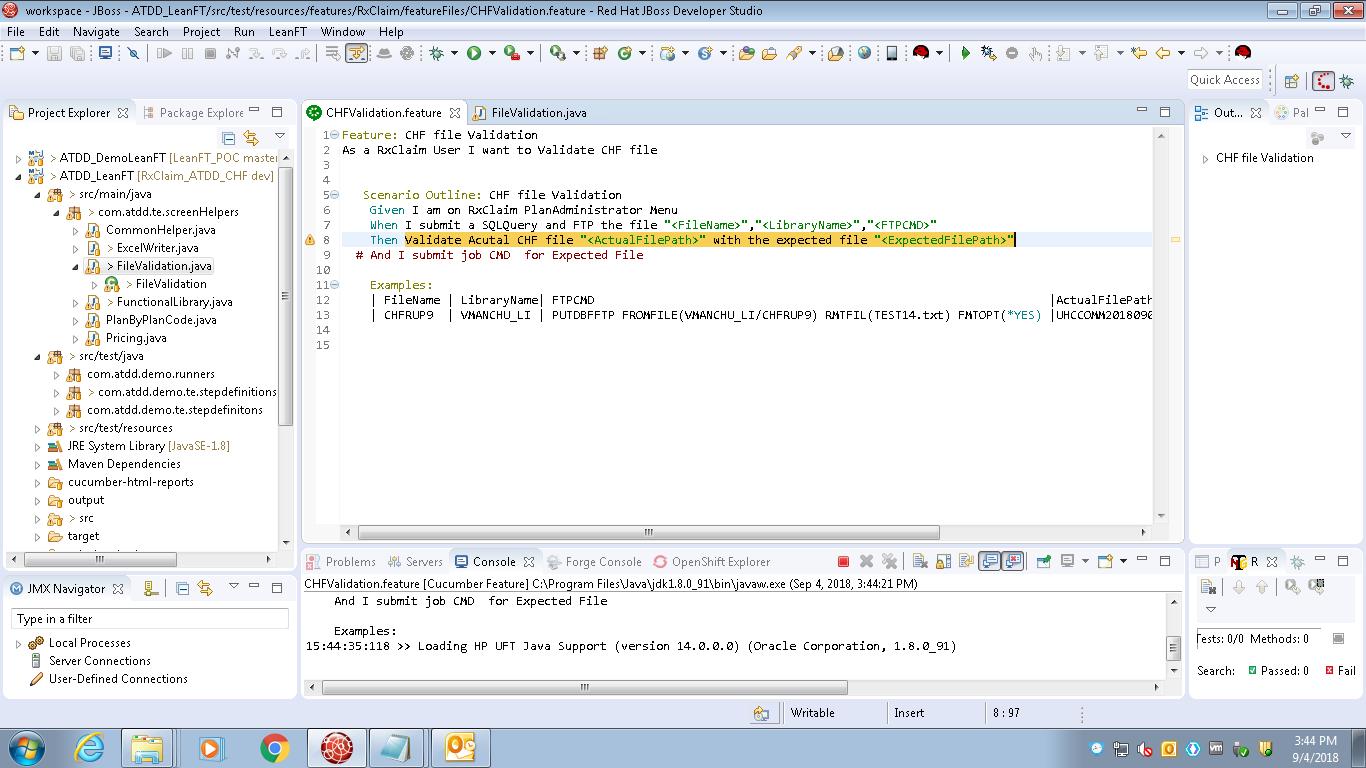 workspace - JBoss - ATDD_LeanFT/src/test/resources/features/RxClaim/featureFiles/CHFValidation.feature - Red Hat JBoss Developer Studio
File Edit Navigate Search Project Run LeanFT Window Help
Quick Access
Project Explorer
Package Explore
ATDD_DemoLeanFT [LeanFT_POC master
> ATDD_LeanFT [RxClaim_ATDD_CHF dev]
> src/main/java
> com.atdd.te.screenHelpers
CommonHelper.java
> ExcelWriter.java
> FileValidation.java
> FileValidation
> FunctionalLibrary.java
PlanByPlanCode.java
Pricing.java
> src/test/java
com.atdd.demo.runners
> com.atdd.demo.te.stepdefinitions
com.atdd.demo.te.stepdefinitons
> src/test/resources
JRE System Library [JavaSE-1.8]
Maven Dependencies
cucumber-html-reports
output
> src
target
CHFValidation.feature
FileValidation.java
1 Feature: CHF file Validation
2 As a RxClaim User I want to Validate CHF file
3
4
5 Scenario Outline: CHF file Validation
6 Given I am on RxClaim PlanAdministrator Menu
7 When I submit a SQLQuery and FTP the file "<FileName>","<LibraryName>","<FTPCMD>"
8 Then Validate Acutal CHF file "<ActualFilePath>" with the expected file "<ExpectedFilePath>"
9 # And I submit job CMD  for Expected File
10
11 Examples:
12 | FileName | LibraryName| FTPCMD |ActualFilePath
13 | CHFRUP9 | VMANCHU_LI | PUTDBFFTP FROMFILE(VMANCHU_LI/CHFRUP9) RMTFIL(TEST14.txt) FMTOPT(*YES) |UHCCOMM2018090
14
15
Out...
Pal
CHF file Validation
JMX Navigator
Type in a filter
Local Processes
Server Connections
User-Defined Connections
Problems
Servers
Console
Forge Console
OpenShift Explorer
CHFValidation.feature [Cucumber Feature] C:\Program Files\Java\jdk1.8.0_91\bin\javaw.exe (Sep 4, 2018, 3:44:21 PM)
And I submit job CMD  for Expected File
Examples:
15:44:35:118 >> Loading HP UFT Java Support (version 14.0.0.0) (Oracle Corporation, 1.8.0_91)
P
R
Tests: 0/0 Methods: 0
Search: Passed: 0 Fail
Writable
Insert
8 : 97
3:44 PM
9/4/2018